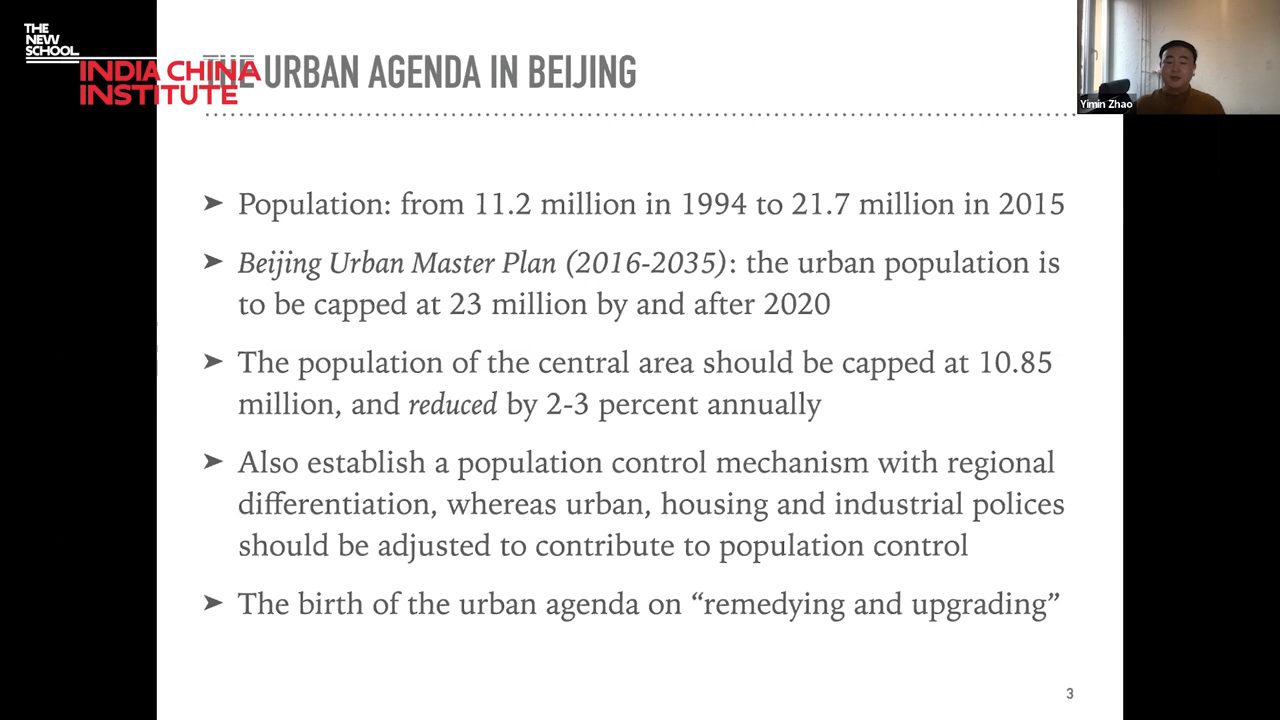 THE
NEW
SCHOOL
INDIA CHINA
INSTITUTE
THE URBAN AGENDA IN BEIJING
Yimin Zhao
➤ Population: from 11.2 million in 1994 to 21.7 million in 2015
➤ Beijing Urban Master Plan (2016-2035): the urban population is
to be capped at 23 million by and after 2020
➤ The population of the central area should be capped at 10.85
million, and reduced by 2-3 percent annually
➤ Also establish a population control mechanism with regional
differentiation, whereas urban, housing and industrial polices
should be adjusted to contribute to population control
➤ The birth of the urban agenda on “remedying and upgrading”
3